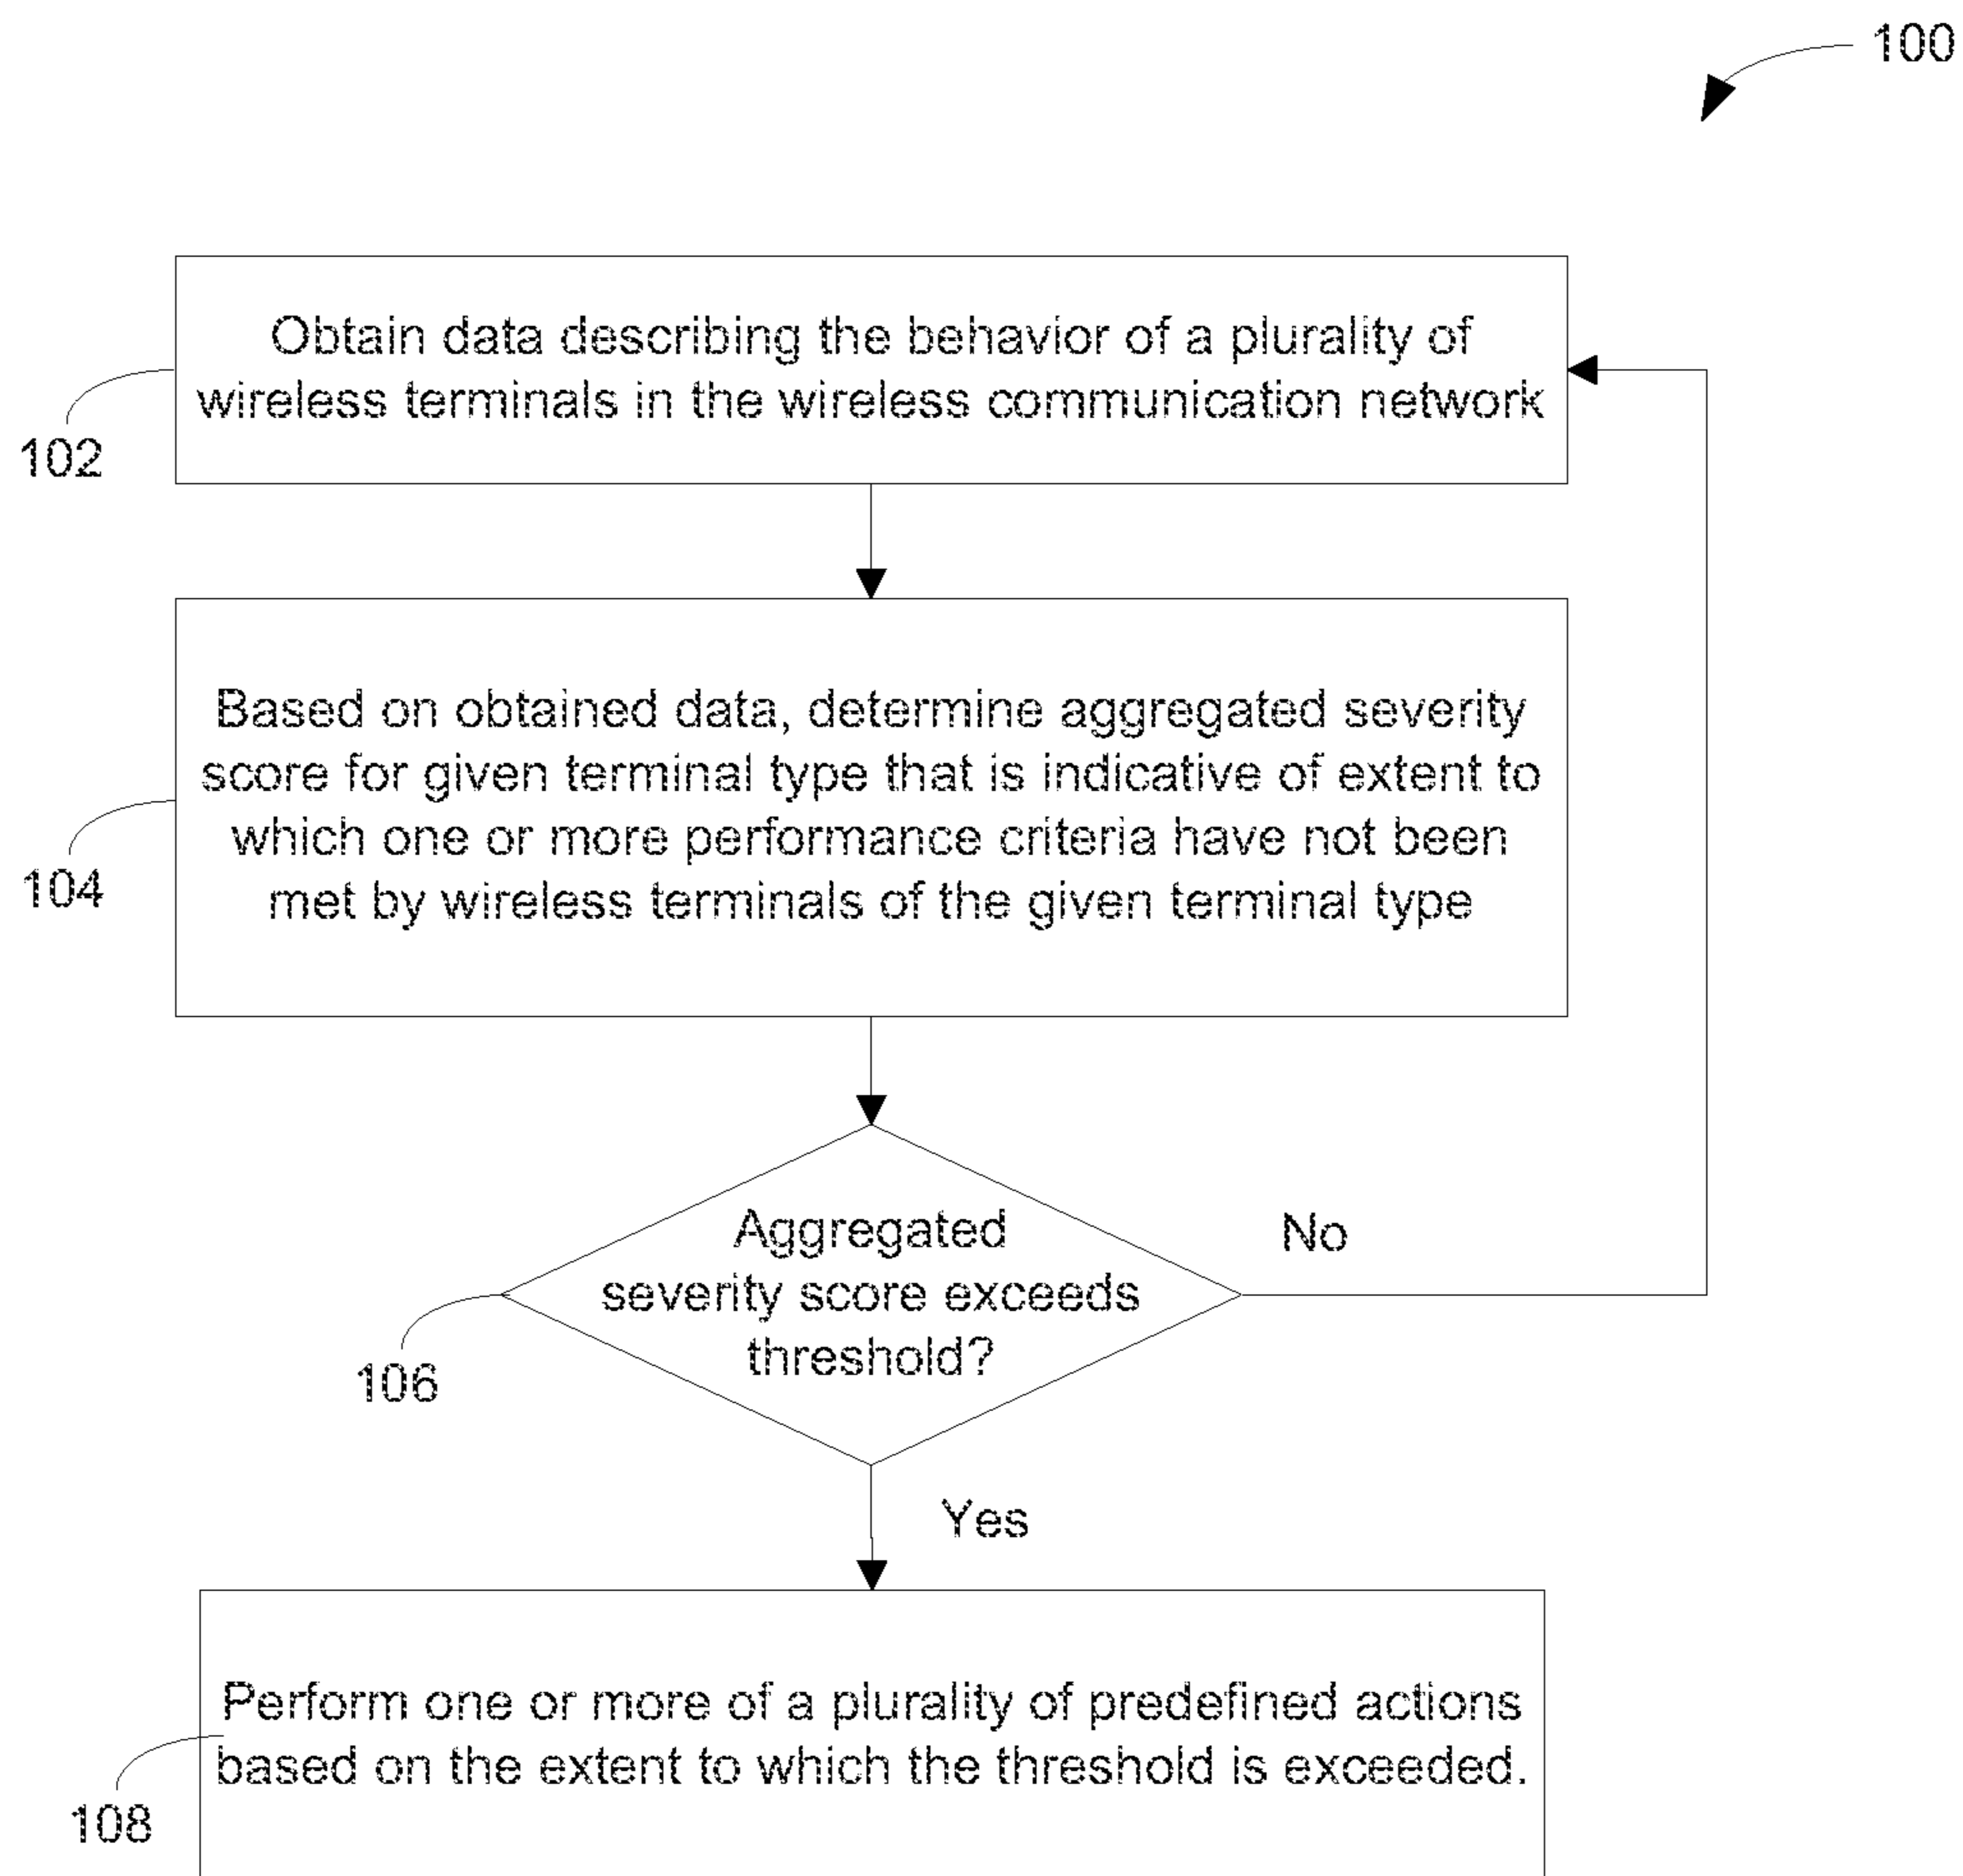 100
Obtain data describing the behavior of a plurality of
wireless terminals in the wireless communication network
102
Based on obtained data, determine aggregated severity
score for given terminal type that is indicative of extent to
which one or more performance criteria have not been
met by wireless terminals of the given terminal type
104
Aggregated
severity score exceeds
threshold?
No
106
Yes
Perform one or more of a plurality of predefined actions
based on the extent to which the threshold is exceeded.
108